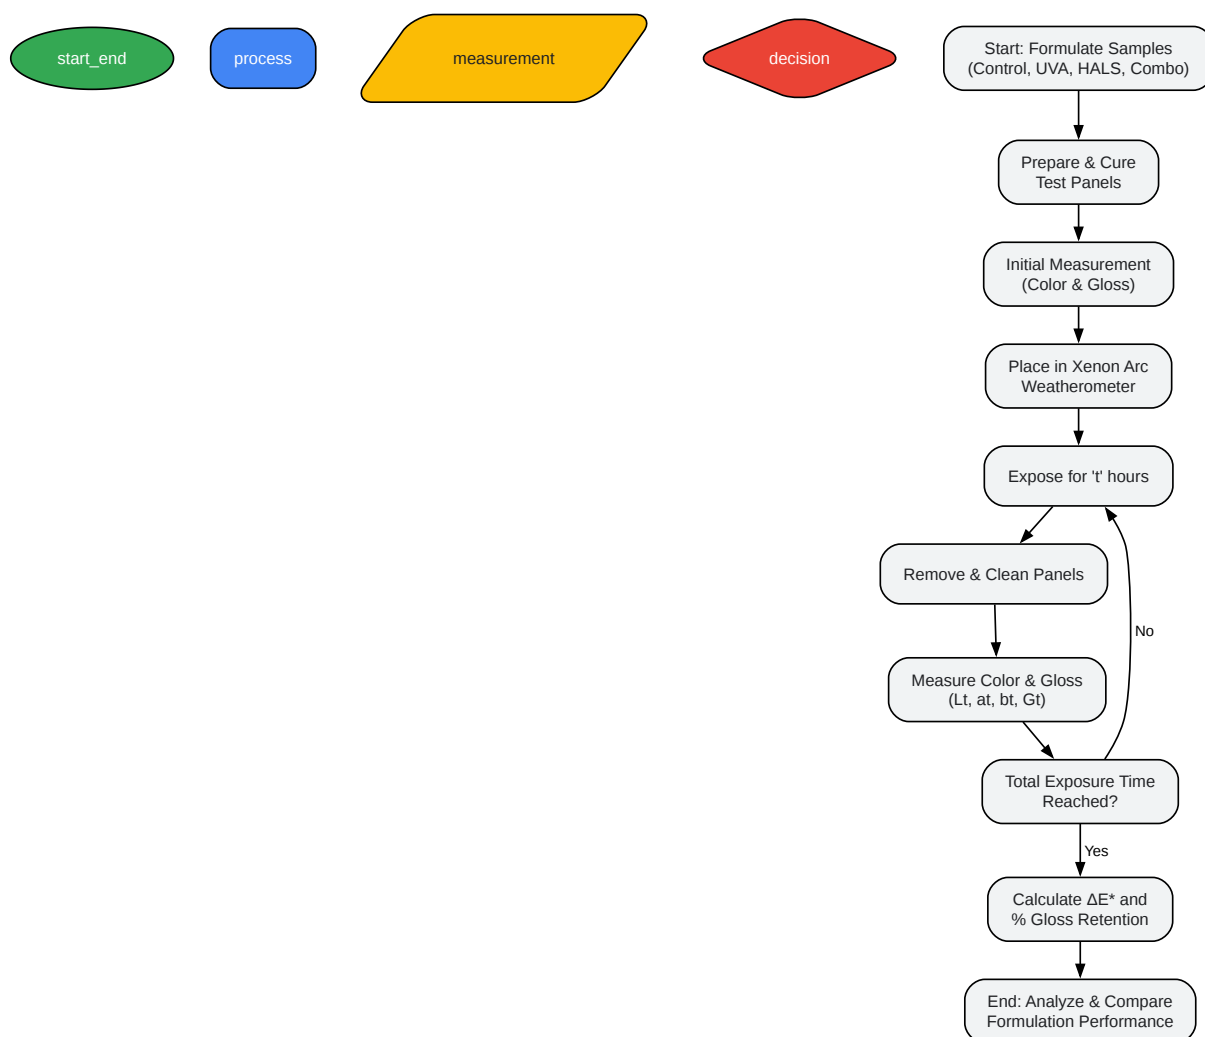 start_end
process
measurement
decision
Start: Formulate Samples
(Control, UVA, HALS, Combo)
Prepare & Cure
Test Panels
Initial Measurement
(Color & Gloss)
Place in Xenon Arc
Weatherometer
Expose for 't' hours
Remove & Clean Panels
No
Measure Color & Gloss
(Lt, at, bt, Gt)
Total Exposure Time
Reached?
Yes
Calculate ΔE* and
% Gloss Retention
End: Analyze & Compare
Formulation Performance